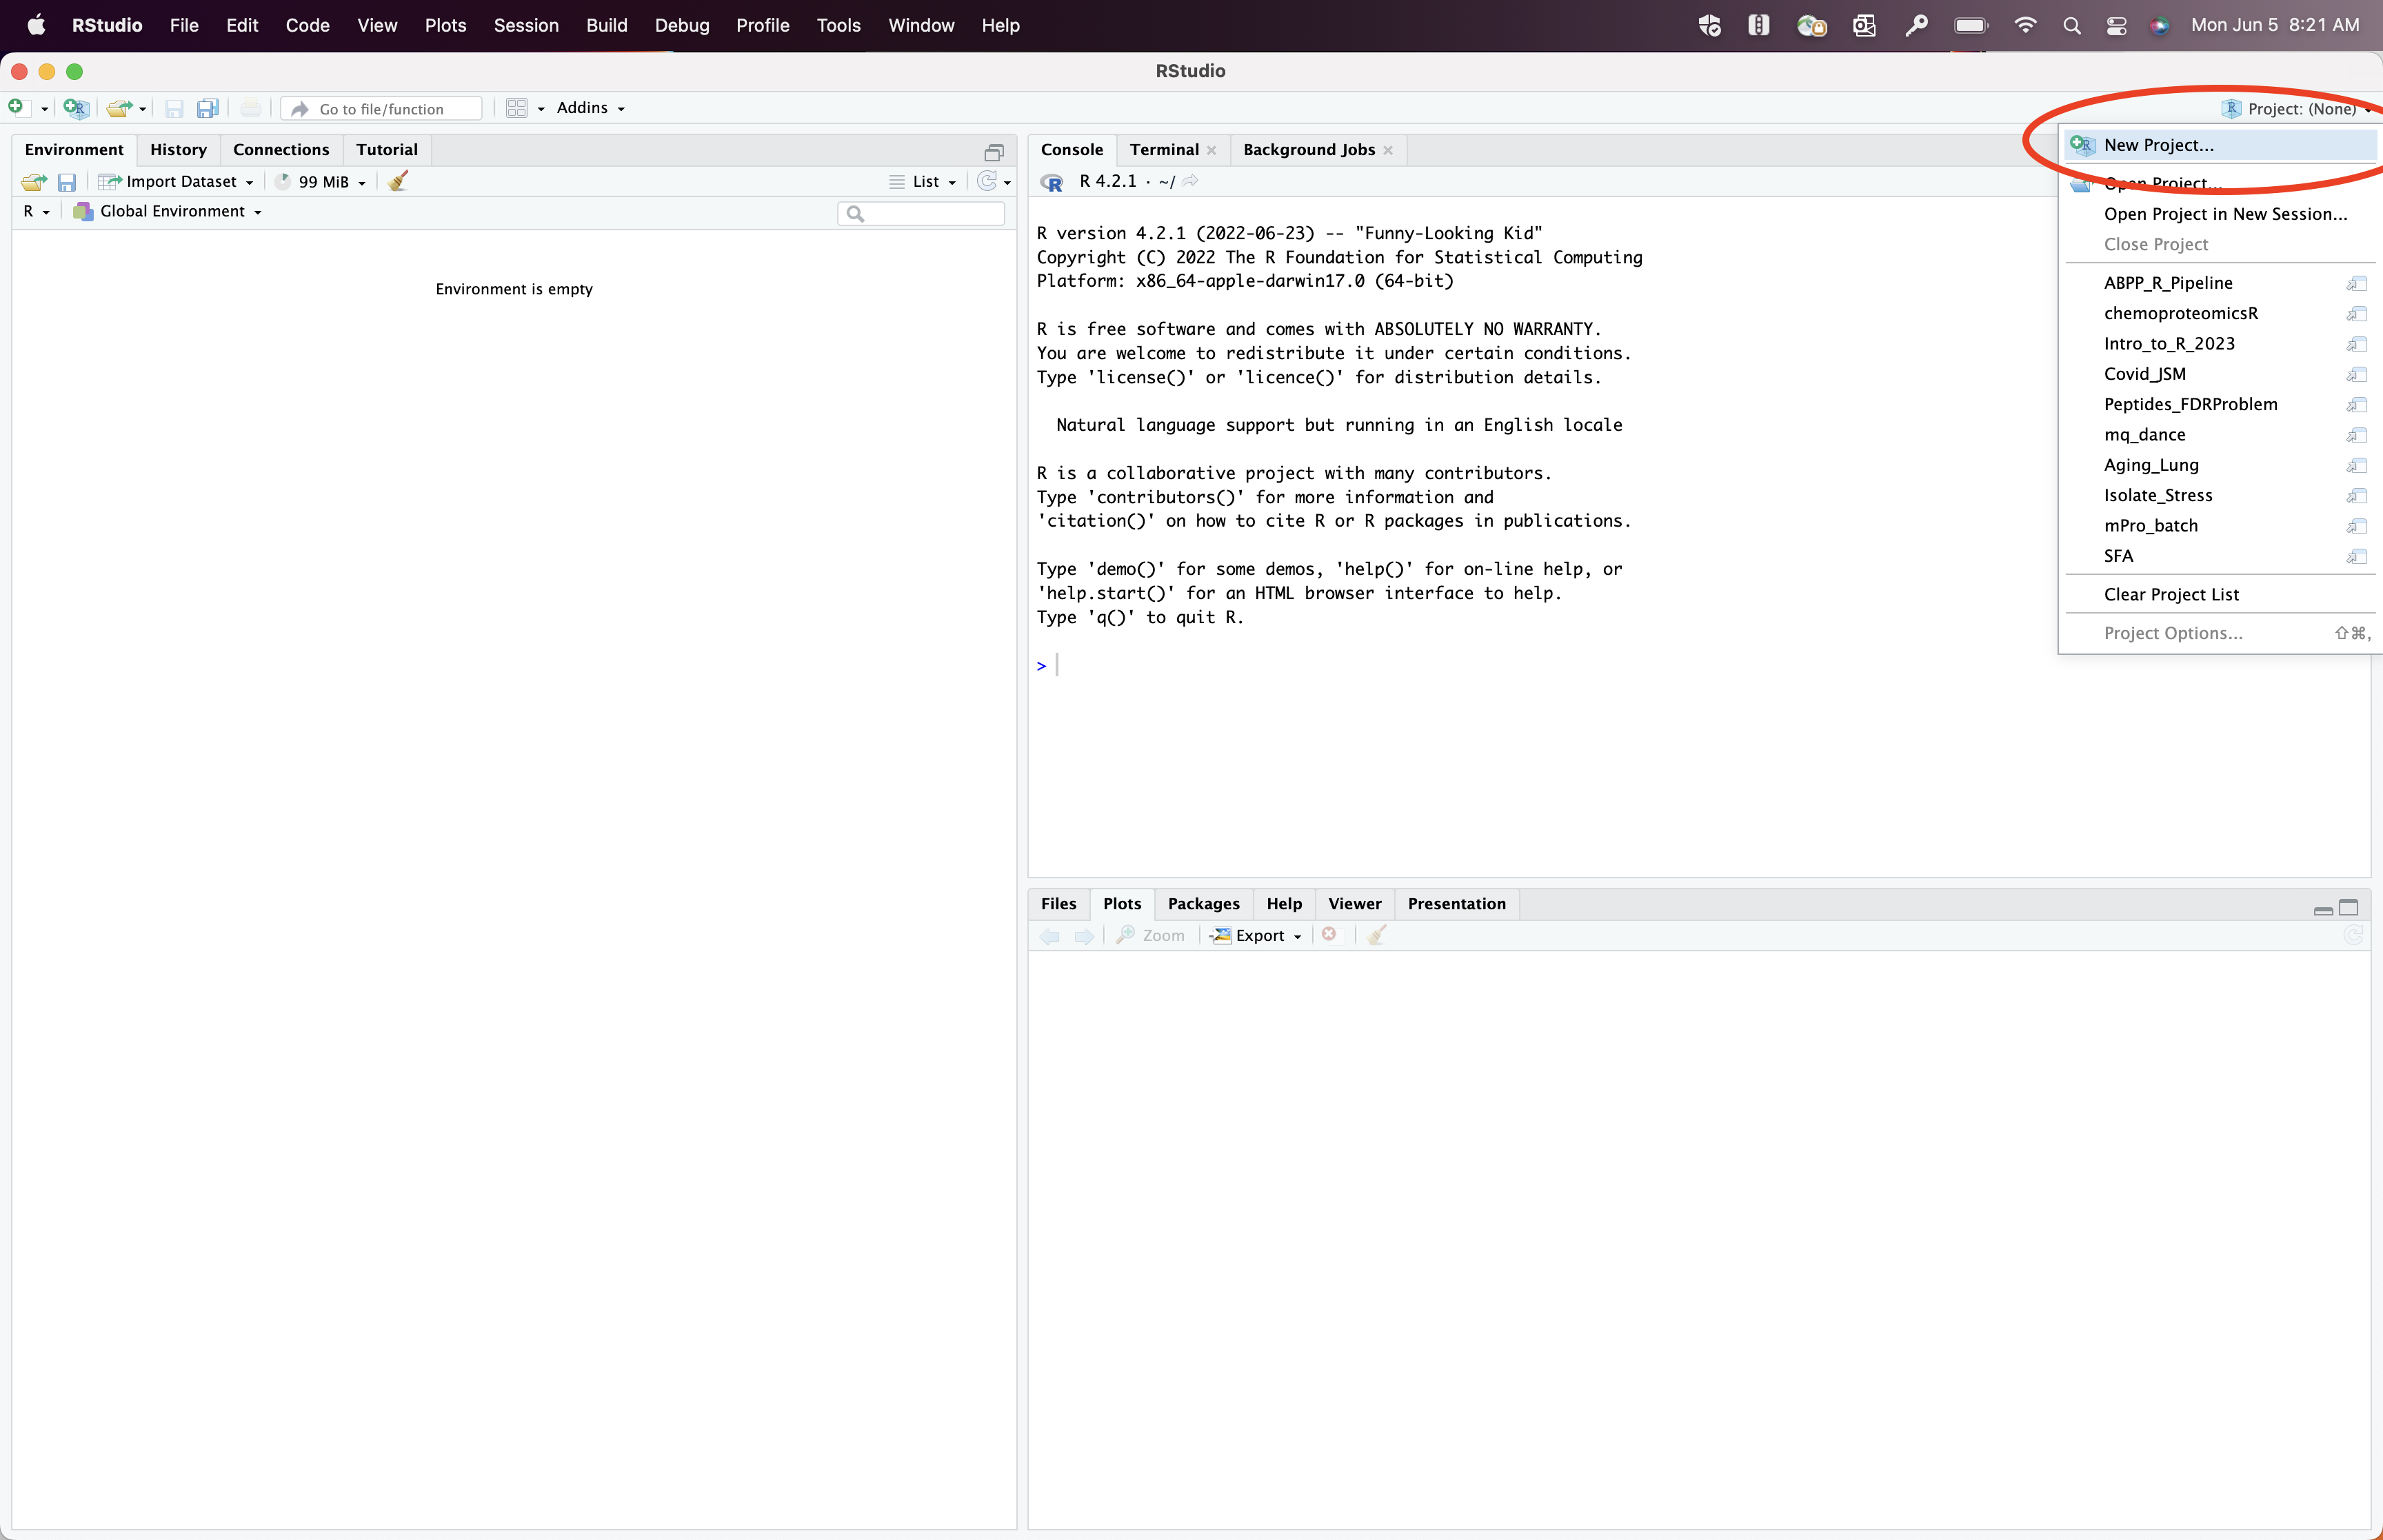 RStudio File Edit Code View Plots Session Build Debug Profile Tools Window Help Mon Jun 5 8:21 AM
RStudio
Go to file/function Addins Project: (None)
Environment History Connections Tutorial
Import Dataset 99 MiB List
R Global Environment
Environment is empty
Console Terminal Background Jobs
R 4.2.1 · ~/
R version 4.2.1 (2022-06-23) -- "Funny-Looking Kid"
Copyright (C) 2022 The R Foundation for Statistical Computing
Platform: x86_64-apple-darwin17.0 (64-bit)
R is free software and comes with ABSOLUTELY NO WARRANTY.
You are welcome to redistribute it under certain conditions.
Type 'license()' or 'licence()' for distribution details.
Natural language support but running in an English locale
R is a collaborative project with many contributors.
Type 'contributors()' for more information and
'citation()' on how to cite R or R packages in publications.
Type 'demo()' for some demos, 'help()' for on-line help, or
'help.start()' for an HTML browser interface to help.
Type 'q()' to quit R.
>
New Project...
Open Project...
Open Project in New Session...
Close Project
ABPP_R_Pipeline
chemoproteomicsR
Intro_to_R_2023
Covid_JSM
Peptides_FDRProblem
mq_dance
Aging_Lung
Isolate_Stress
mPro_batch
SFA
Clear Project List
Project Options... ⇧⌘,
Files Plots Packages Help Viewer Presentation
Zoom Export